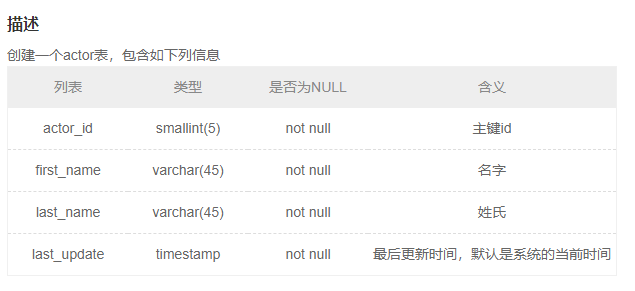 描述
创建一个actor表，包含如下列信息
列表 类型 是否为NULL 含义
actor_id smallint(5) not null 主键id
first_name varchar(45) not null 名字
last_name varchar(45) not null 姓氏
last_update timestamp not null 最后更新时间，默认是系统的当前时间